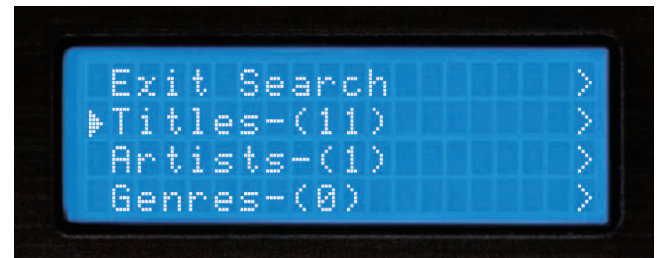 Exit Search >
Titles-(11) >
Artists-(1) >
Genres-(0) >